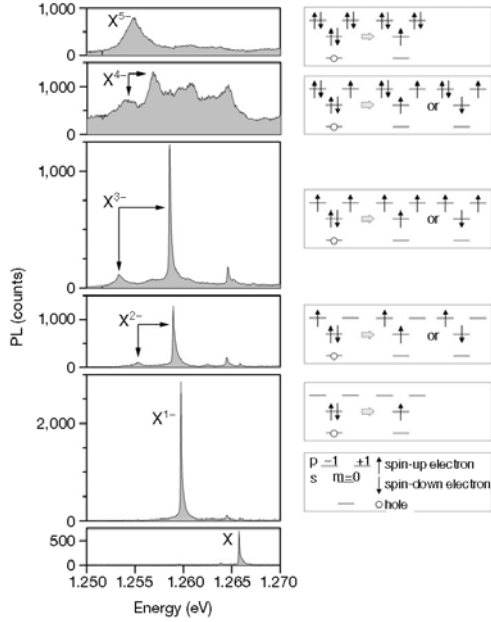 1,000
X5-
0
1,000
X4-
or
0
1,000
X3-
or
0
PL (counts)
1,000
X2-
or
0
X1-
2,000
p -1 +1 spin-up electron
s m=0 spin-down electron
hole
0
500
X
0
1.250 1.255 1.260 1.265 1.270
Energy (eV)